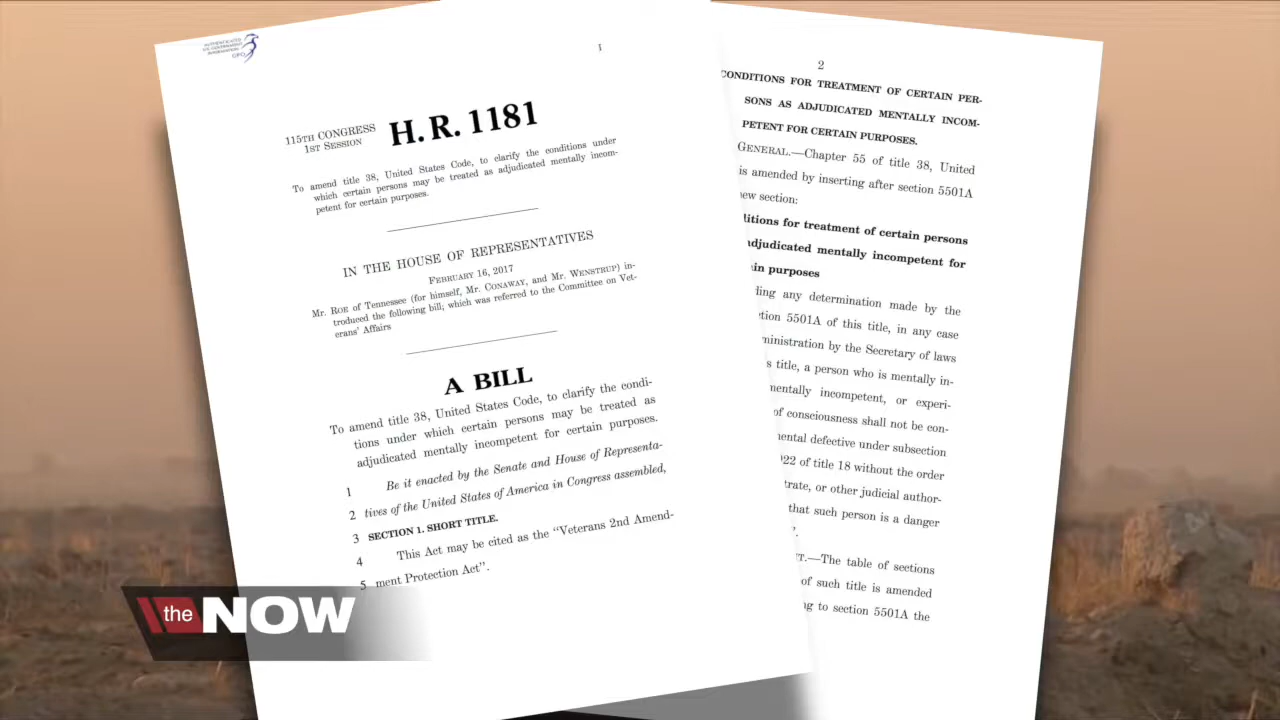 AUTHENTICATED
U.S. GOVERNMENT
INFORMATION
GPO
I
115TH CONGRESS
1ST SESSION
H. R. 1181
To amend title 38, United States Code, to clarify the conditions under
which certain persons may be treated as adjudicated mentally incom-
petent for certain purposes.
IN THE HOUSE OF REPRESENTATIVES
FEBRUARY 16, 2017
Mr. ROE of Tennessee (for himself, Mr. CONAWAY, and Mr. WENSTRUP) in-
troduced the following bill; which was referred to the Committee on Vet-
erans' Affairs
A BILL
To amend title 38, United States Code, to clarify the condi-
tions under which certain persons may be treated as
adjudicated mentally incompetent for certain purposes.
1 Be it enacted by the Senate and House of Representa-
2 tives of the United States of America in Congress assembled,
3 SECTION 1. SHORT TITLE.
4 This Act may be cited as the “Veterans 2nd Amend-
5 ment Protection Act”.
2
CONDITIONS FOR TREATMENT OF CERTAIN PER-
SONS AS ADJUDICATED MENTALLY INCOM-
PETENT FOR CERTAIN PURPOSES.
GENERAL.—Chapter 55 of title 38, United
is amended by inserting after section 5501A
new section:
ditions for treatment of certain persons
adjudicated mentally incompetent for
ain purposes
ding any determination made by the
ction 5501A of this title, in any case
ministration by the Secretary of laws
s title, a person who is mentally in-
mentally incompetent, or experi-
of consciousness shall not be con-
mental defective under subsection
922 of title 18 without the order
trate, or other judicial author-
that such person is a danger
”.
NT.—The table of sections
of such title is amended
ng to section 5501A the
the NOW